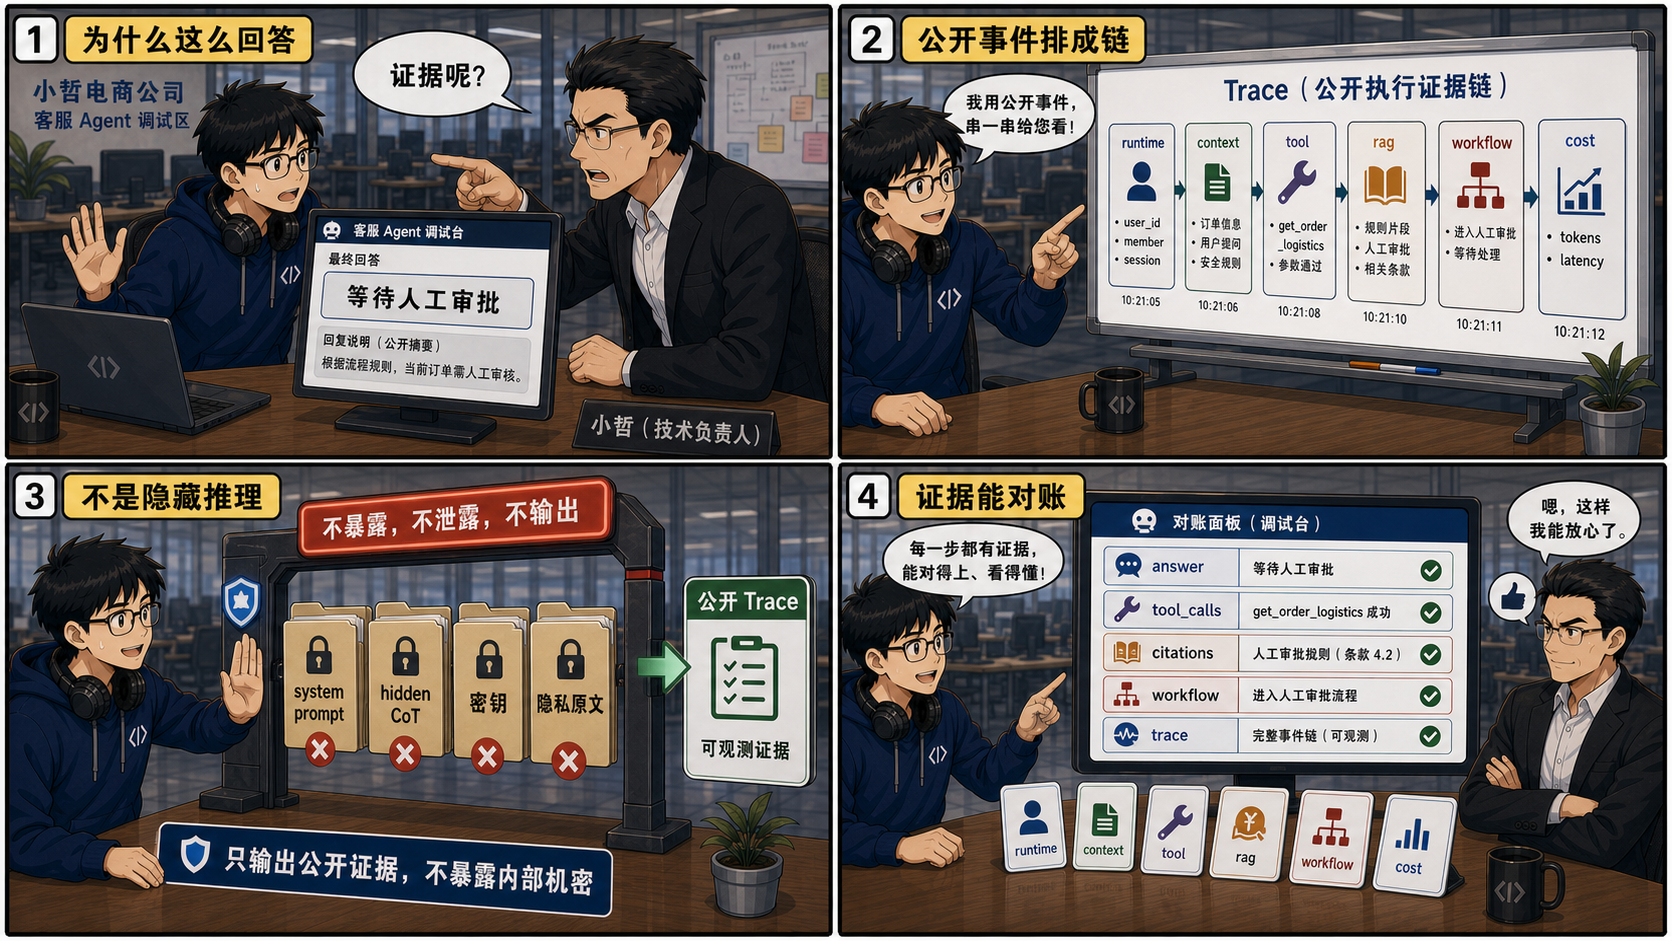 1
为什么这么回答
小哲电商公司
客服 Agent 调试区
证据呢？
客服 Agent 调试台
最终回答
等待人工审批
回复说明（公开摘要）
根据流程规则，当前订单需人工审核。
</>
</>
</>
小哲（技术负责人）
2
公开事件排成链
我用公开事件，
串一串给您看！
Trace（公开执行证据链）
runtime
• user_id
• member
• session
10:21:05
context
• 订单信息
• 用户提问
• 安全规则
10:21:06
tool
• get_order
_logistics
• 参数通过
10:21:08
rag
• 规则片段
• 人工审批
• 相关条款
10:21:10
workflow
• 进入人工审批
• 等待处理
10:21:11
cost
• tokens
• latency
10:21:12
</>
</>
3
不是隐藏推理
不暴露，不泄露，不输出
system
prompt
hidden
CoT
密钥
隐私原文
公开 Trace
可观测证据
</>
只输出公开证据，不暴露内部机密
4
证据能对账
每一步都有证据，
能对得上、看得懂！
嗯，这样
我能放心了。
对账面板（调试台）
answer 等待人工审批
tool_calls get_order_logistics 成功
citations 人工审批规则（条款 4.2）
workflow 进入人工审批流程
trace 完整事件链（可观测）
</>
runtime
context
tool
rag
workflow
cost
</>